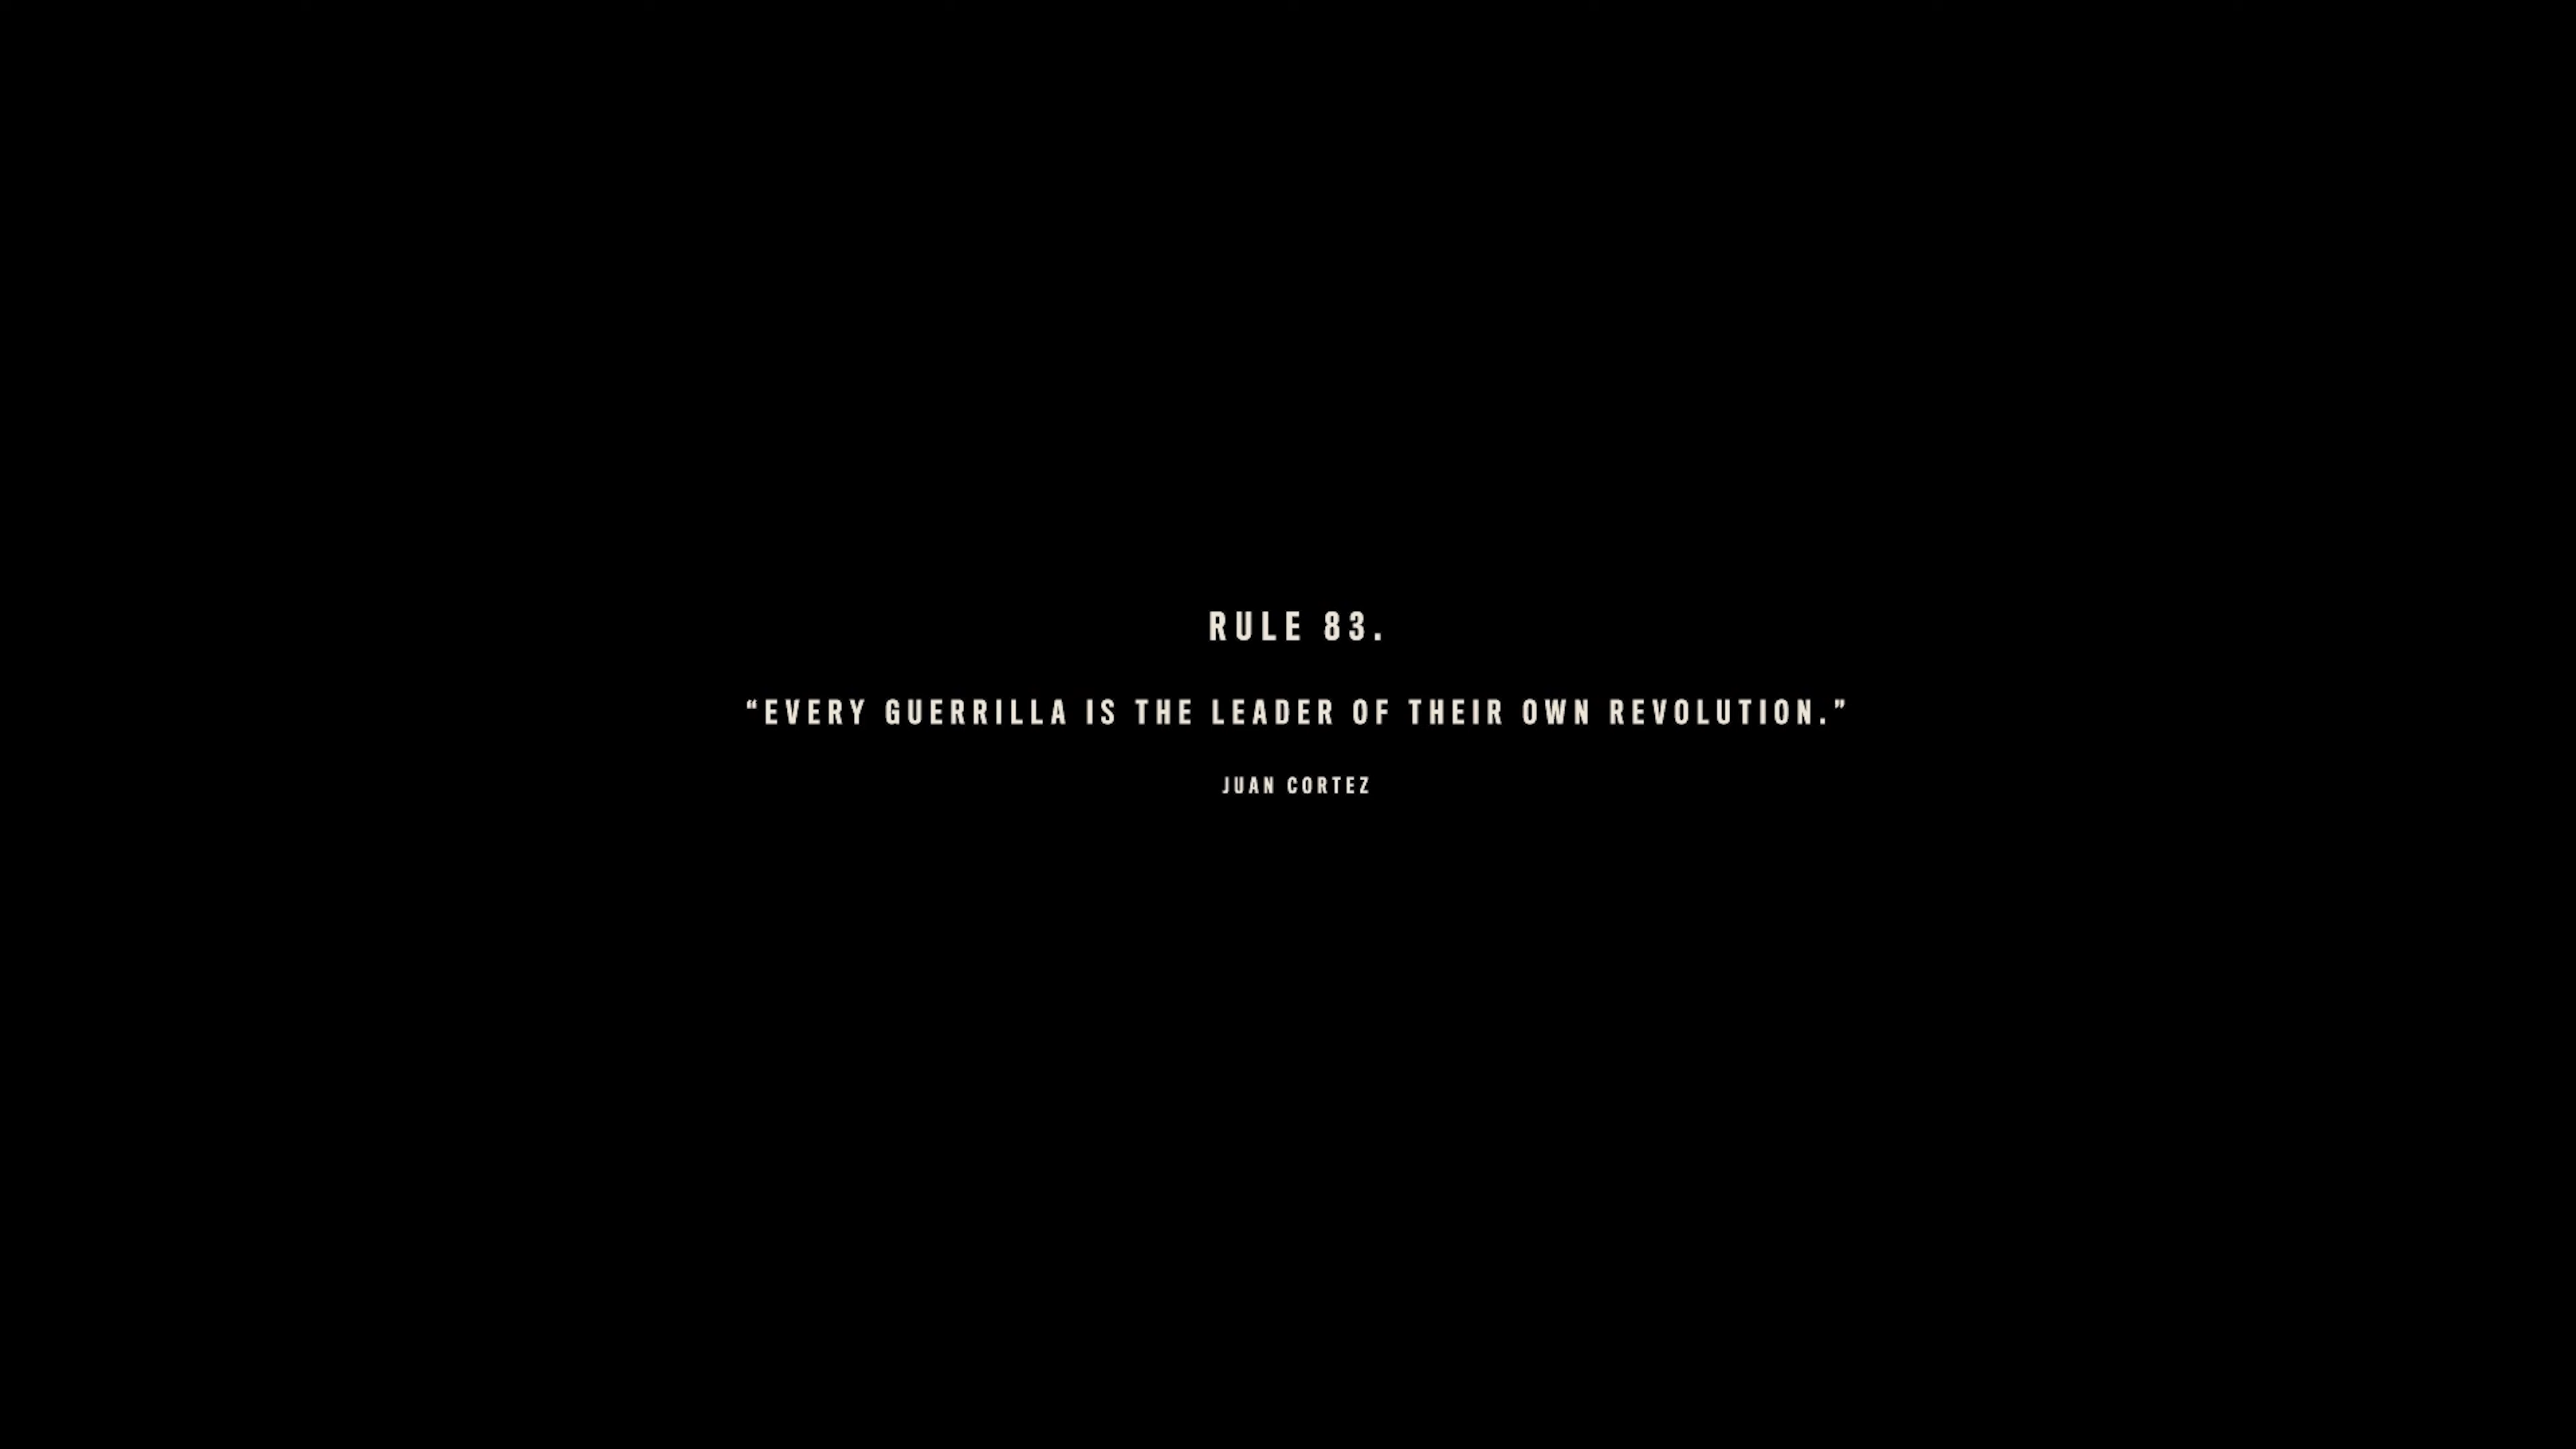 RULE 83.
“EVERY GUERRILLA IS THE LEADER OF THEIR OWN REVOLUTION.”
JUAN CORTEZ